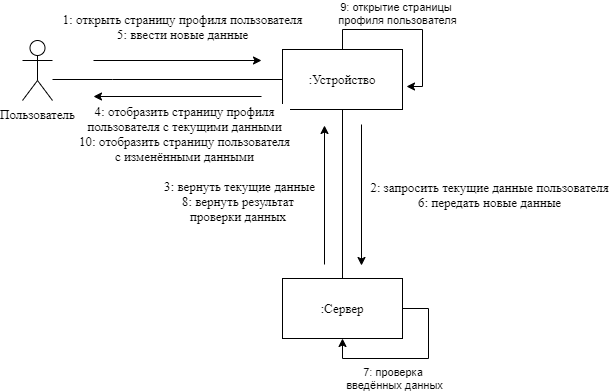 9: открытие страницы
профиля пользователя
1: открыть страницу профиля пользователя
5: ввести новые данные
:Устройство
Пользователь
4: отобразить страницу профиля
пользователя с текущими данными
10: отобразить страницу пользователя
с изменёнными данными
3: вернуть текущие данные
8: вернуть результат
проверки данных
2: запросить текущие данные пользователя
6: передать новые данные
:Сервер
7: проверка
введённых данных